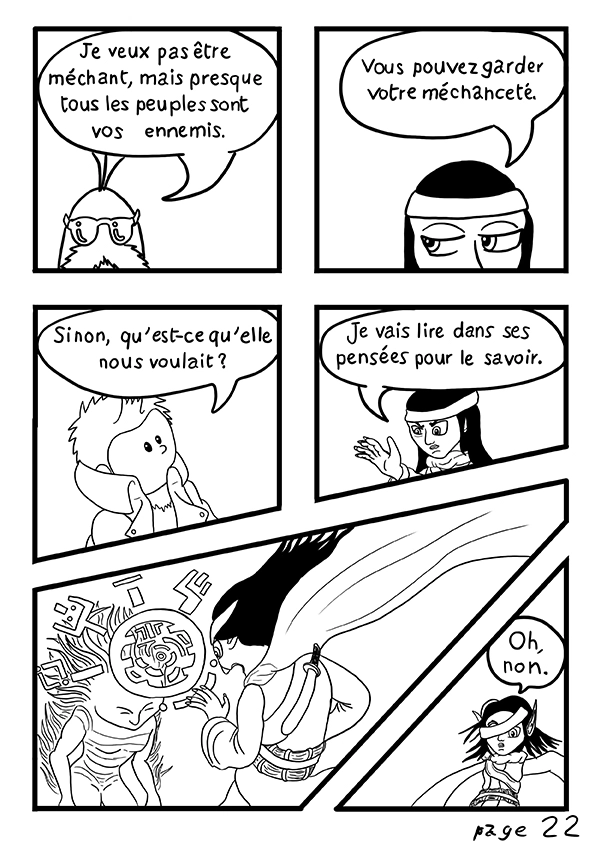 Je veux pas être
méchant, mais presque
tous les peuples sont
vos ennemis.
Vous pouvez garder
votre méchanceté.
Sinon, qu'est-ce qu'elle
nous voulait ?
Je vais lire dans ses
pensées pour le savoir.
Oh,
non.
page 22